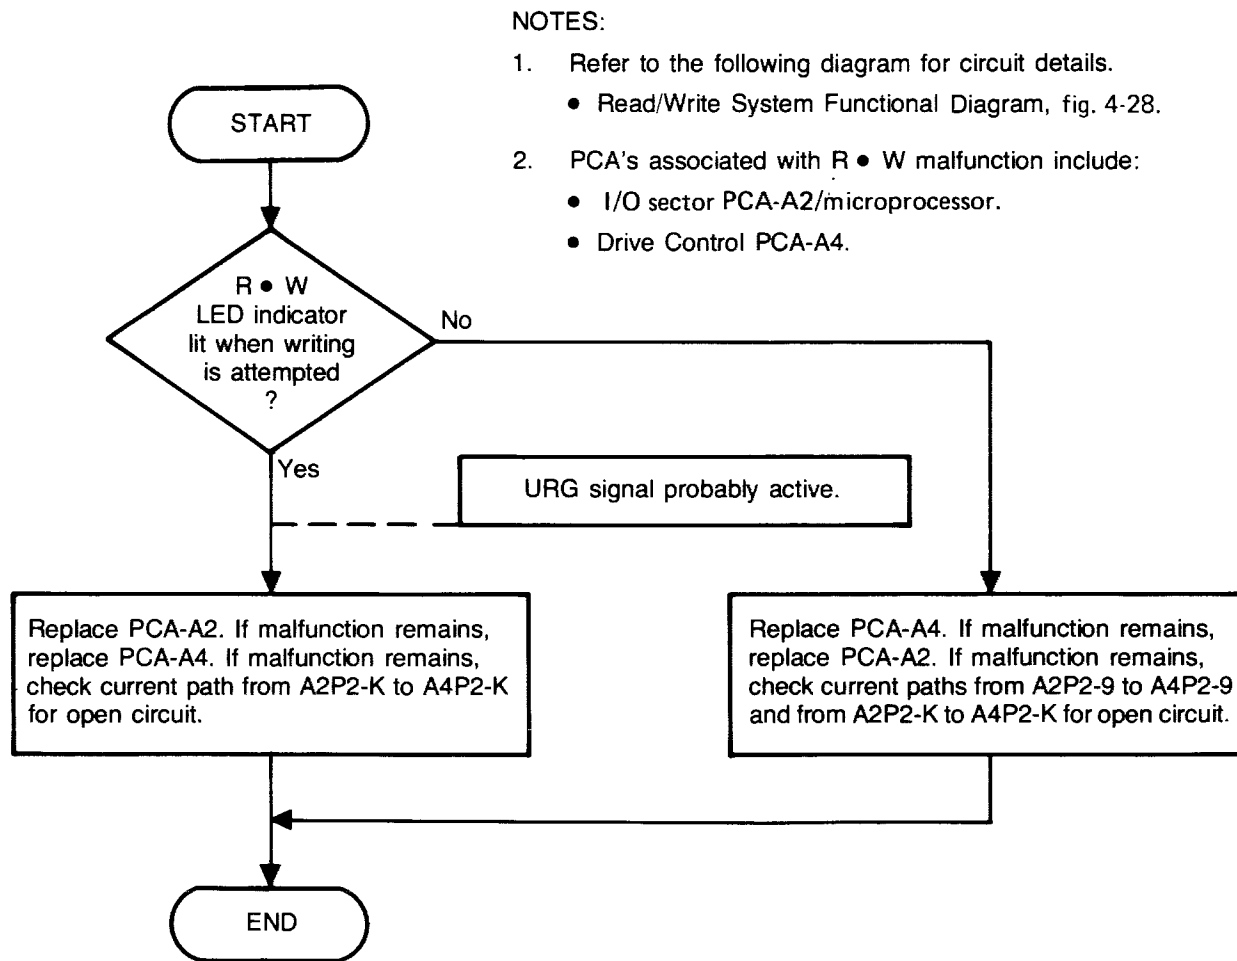 NOTES:
1. Refer to the following diagram for circuit details.
• Read/Write System Functional Diagram, fig. 4-28.
2. PCA's associated with R • W malfunction include:
• I/O sector PCA-A2/microprocessor.
• Drive Control PCA-A4.
START
R • W
LED indicator
lit when writing
is attempted
?
No
Yes
URG signal probably active.
Replace PCA-A2. If malfunction remains,
replace PCA-A4. If malfunction remains,
check current path from A2P2-K to A4P2-K
for open circuit.
Replace PCA-A4. If malfunction remains,
replace PCA-A2. If malfunction remains,
check current paths from A2P2-9 to A4P2-9
and from A2P2-K to A4P2-K for open circuit.
END